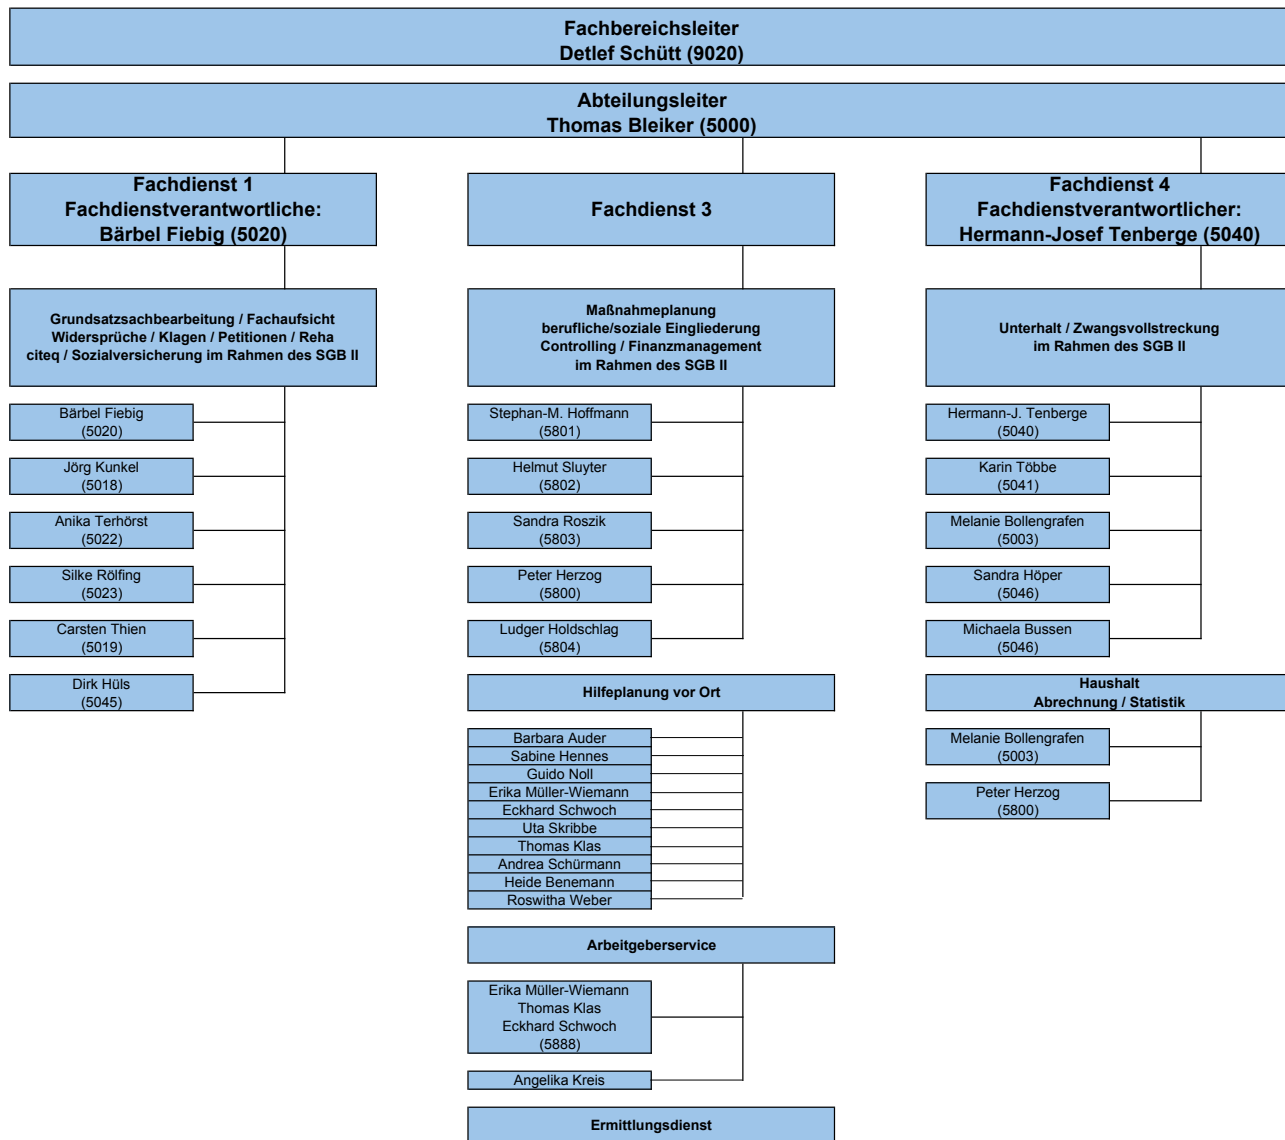 Fachbereichsleiter
Detlef Schütt (9020)
Abteilungsleiter
Thomas Bleiker (5000)
Fachdienst 1
Fachdienstverantwortliche:
Bärbel Fiebig (5020)
Grundsatzsachbearbeitung / Fachaufsicht
Widersprüche / Klagen / Petitionen / Reha
citeq / Sozialversicherung im Rahmen des SGB II
Bärbel Fiebig
(5020)
Jörg Kunkel
(5018)
Anika Terhörst
(5022)
Silke Rölfing
(5023)
Carsten Thien
(5019)
Dirk Hüls
(5045)
Fachdienst 3
Maßnahmeplanung
berufliche/soziale Eingliederung
Controlling / Finanzmanagement
im Rahmen des SGB II
Stephan-M. Hoffmann
(5801)
Helmut Sluyter
(5802)
Sandra Roszik
(5803)
Peter Herzog
(5800)
Ludger Holdschlag
(5804)
Hilfeplanung vor Ort
Barbara Auder
Sabine Hennes
Guido Noll
Erika Müller-Wiemann
Eckhard Schwoch
Uta Skribbe
Thomas Klas
Andrea Schürmann
Heide Benemann
Roswitha Weber
Arbeitgeberservice
Erika Müller-Wiemann
Thomas Klas
Eckhard Schwoch
(5888)
Angelika Kreis
Ermittlungsdienst
Fachdienst 4
Fachdienstverantwortlicher:
Hermann-Josef Tenberge (5040)
Unterhalt / Zwangsvollstreckung
im Rahmen des SGB II
Hermann-J. Tenberge
(5040)
Karin Többe
(5041)
Melanie Bollengrafen
(5003)
Sandra Höper
(5046)
Michaela Bussen
(5046)
Haushalt
Abrechnung / Statistik
Melanie Bollengrafen
(5003)
Peter Herzog
(5800)